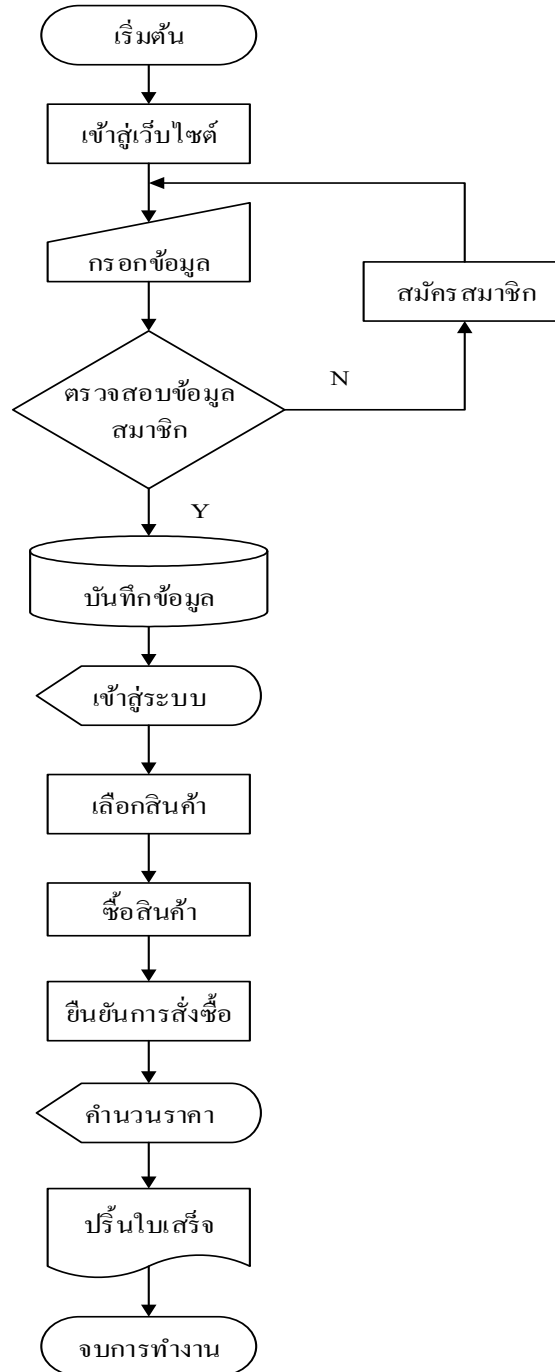 เริ่มต้น
เข้าสู่เว็บไซต์
กรอกข้อมูล
สมัครสมาชิก
ตรวจสอบข้อมูล
สมาชิก
N
Y
บันทึกข้อมูล
เข้าสู่ระบบ
เลือกสินค้า
ซื้อสินค้า
ยืนยันการสั่งซื้อ
คำนวนราคา
ปริ้นใบเสร็จ
จบการทำงาน